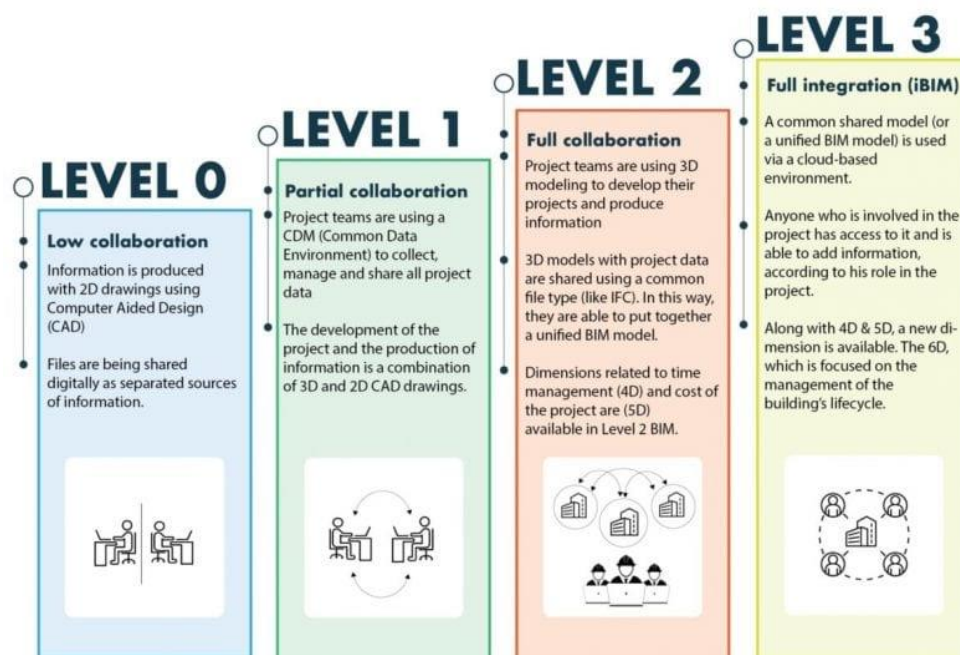 LEVEL 0
Low collaboration
Information is produced
with 2D drawings using
Computer Aided Design
(CAD)
Files are being shared
digitally as separated sources
of information.
LEVEL 1
Partial collaboration
Project teams are using a
CDM (Common Data
Environment) to collect,
manage and share all project
data
The development of the
project and the production of
information is a combination
of 3D and 2D CAD drawings.
LEVEL 2
Full collaboration
Project teams are using 3D
modeling to develop their
projects and produce
information
3D models with project data
are shared using a common
file type (like IFC). In this way,
they are able to put together
a unified BIM model.
Dimensions related to time
management (4D) and cost of
the project are (5D)
available in Level 2 BIM.
LEVEL 3
Full integration (iBIM)
A common shared model (or
a unified BIM model) is used
via a cloud-based
environment.
Anyone who is involved in the
project has access to it and is
able to add information,
according to his role in the
project.
Along with 4D & 5D, a new di-
mension is available. The 6D,
which is focused on the
management of the
building's lifecycle.